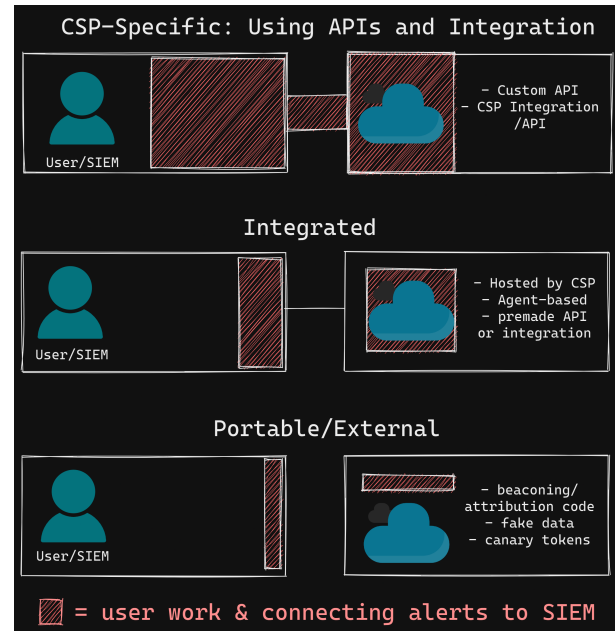 CSP-Specific: Using APIs and Integration
User/SIEM
- Custom API
- CSP Integration
/API
Integrated
User/SIEM
- Hosted by CSP
- Agent-based
- premade API
or integration
Portable/External
User/SIEM
- beaconing/
attribution code
- fake data
- canary tokens
= user work & connecting alerts to SIEM